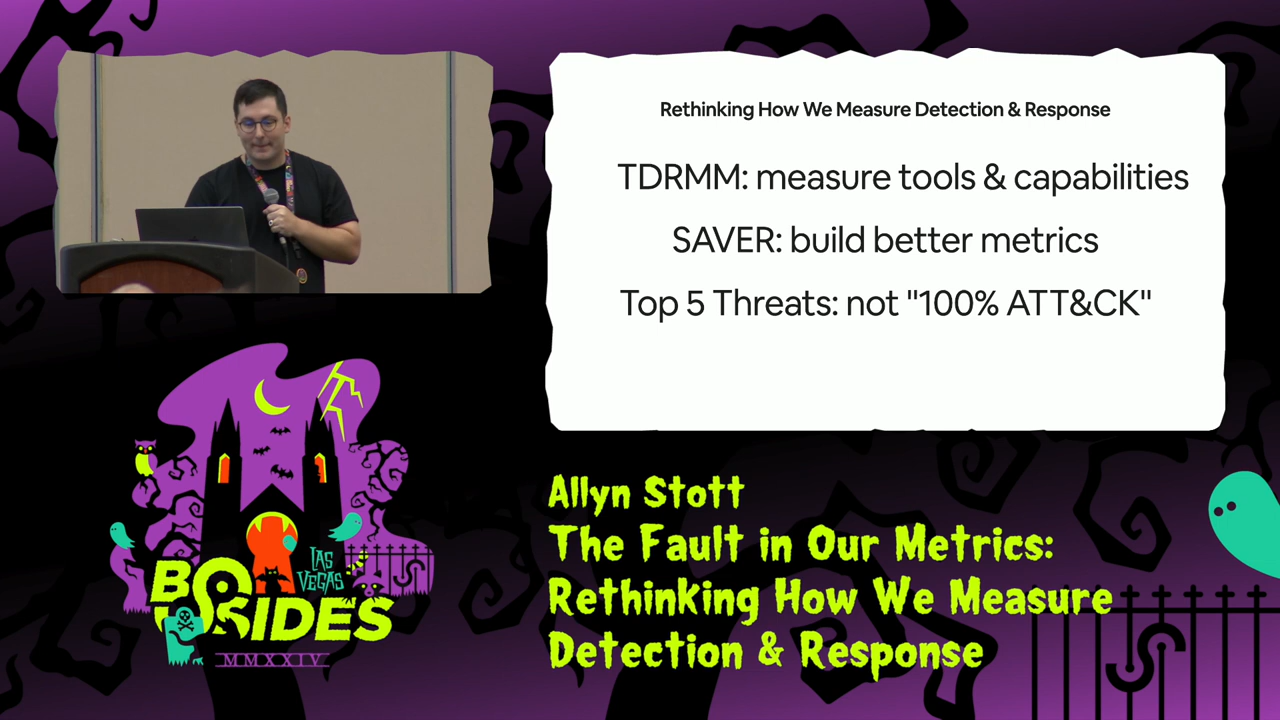 Rethinking How We Measure Detection & Response
TDRMM: measure tools & capabilities
SAVER: build better metrics
Top 5 Threats: not "100% ATT&CK"
LAS
VEGAS
BSIDES
MMXXIV
Allyn Stott
The Fault in Our Metrics:
Rethinking How We Measure
Detection & Response